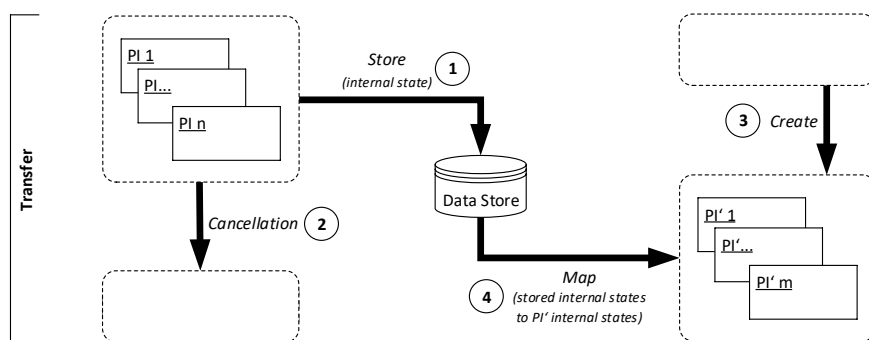 Transfer
PI 1
PI...
PI n
Store
(internal state)
1
Cancellation
2
Data Store
3
Create
Map
4
(stored internal states
to PI‘ internal states)
PI‘ 1
PI‘...
PI‘ m